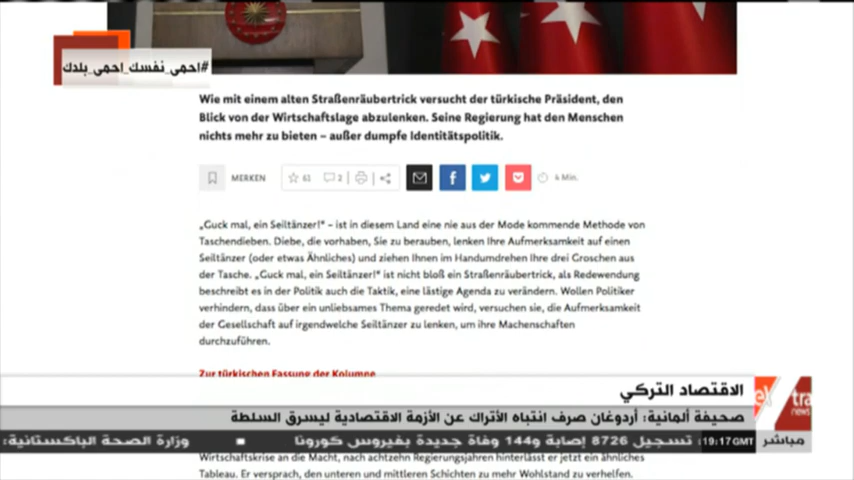 #احمى_نفسك_احمى_بلدك
Wie mit einem alten Straßenräubertrick versucht der türkische Präsident, den
Blick von der Wirtschaftslage abzulenken. Seine Regierung hat den Menschen
nichts mehr zu bieten – außer dumpfe Identitätspolitik.
MERKEN 61 2 4 Min.
„Guck mal, ein Seiltänzer!“ – ist in diesem Land eine nie aus der Mode kommende Methode von
Taschendieben. Diebe, die vorhaben, Sie zu berauben, lenken Ihre Aufmerksamkeit auf einen
Seiltänzer (oder etwas Ähnliches) und ziehen Ihnen im Handumdrehen Ihre drei Groschen aus
der Tasche. „Guck mal, ein Seiltänzer!“ ist nicht bloß ein Straßenräubertrick, als Redewendung
beschreibt es in der Politik auch die Taktik, eine lästige Agenda zu verändern. Wollen Politiker
verhindern, dass über ein unliebsames Thema geredet wird, versuchen sie, die Aufmerksamkeit
der Gesellschaft auf irgendwelche Seiltänzer zu lenken, um ihre Machenschaften
durchzuführen.
Zur türkischen Fassung der Kolumne
الاقتصاد التركي
صحيفة ألمانية: أردوغان صرف انتباه الأتراك عن الأزمة الاقتصادية ليسرق السلطة
مباشر 19:17 GMT تسجيل 8726 إصابة و144 وفاة جديدة بفيروس كورونا وزارة الصحة الباكستانية:
news
Wirtschaftskrise an die Macht, nach achtzehn Regierungsjahren hinterlässt er jetzt ein ähnliches
Tableau. Er versprach, den unteren und mittleren Schichten zu mehr Wohlstand zu verhelfen.